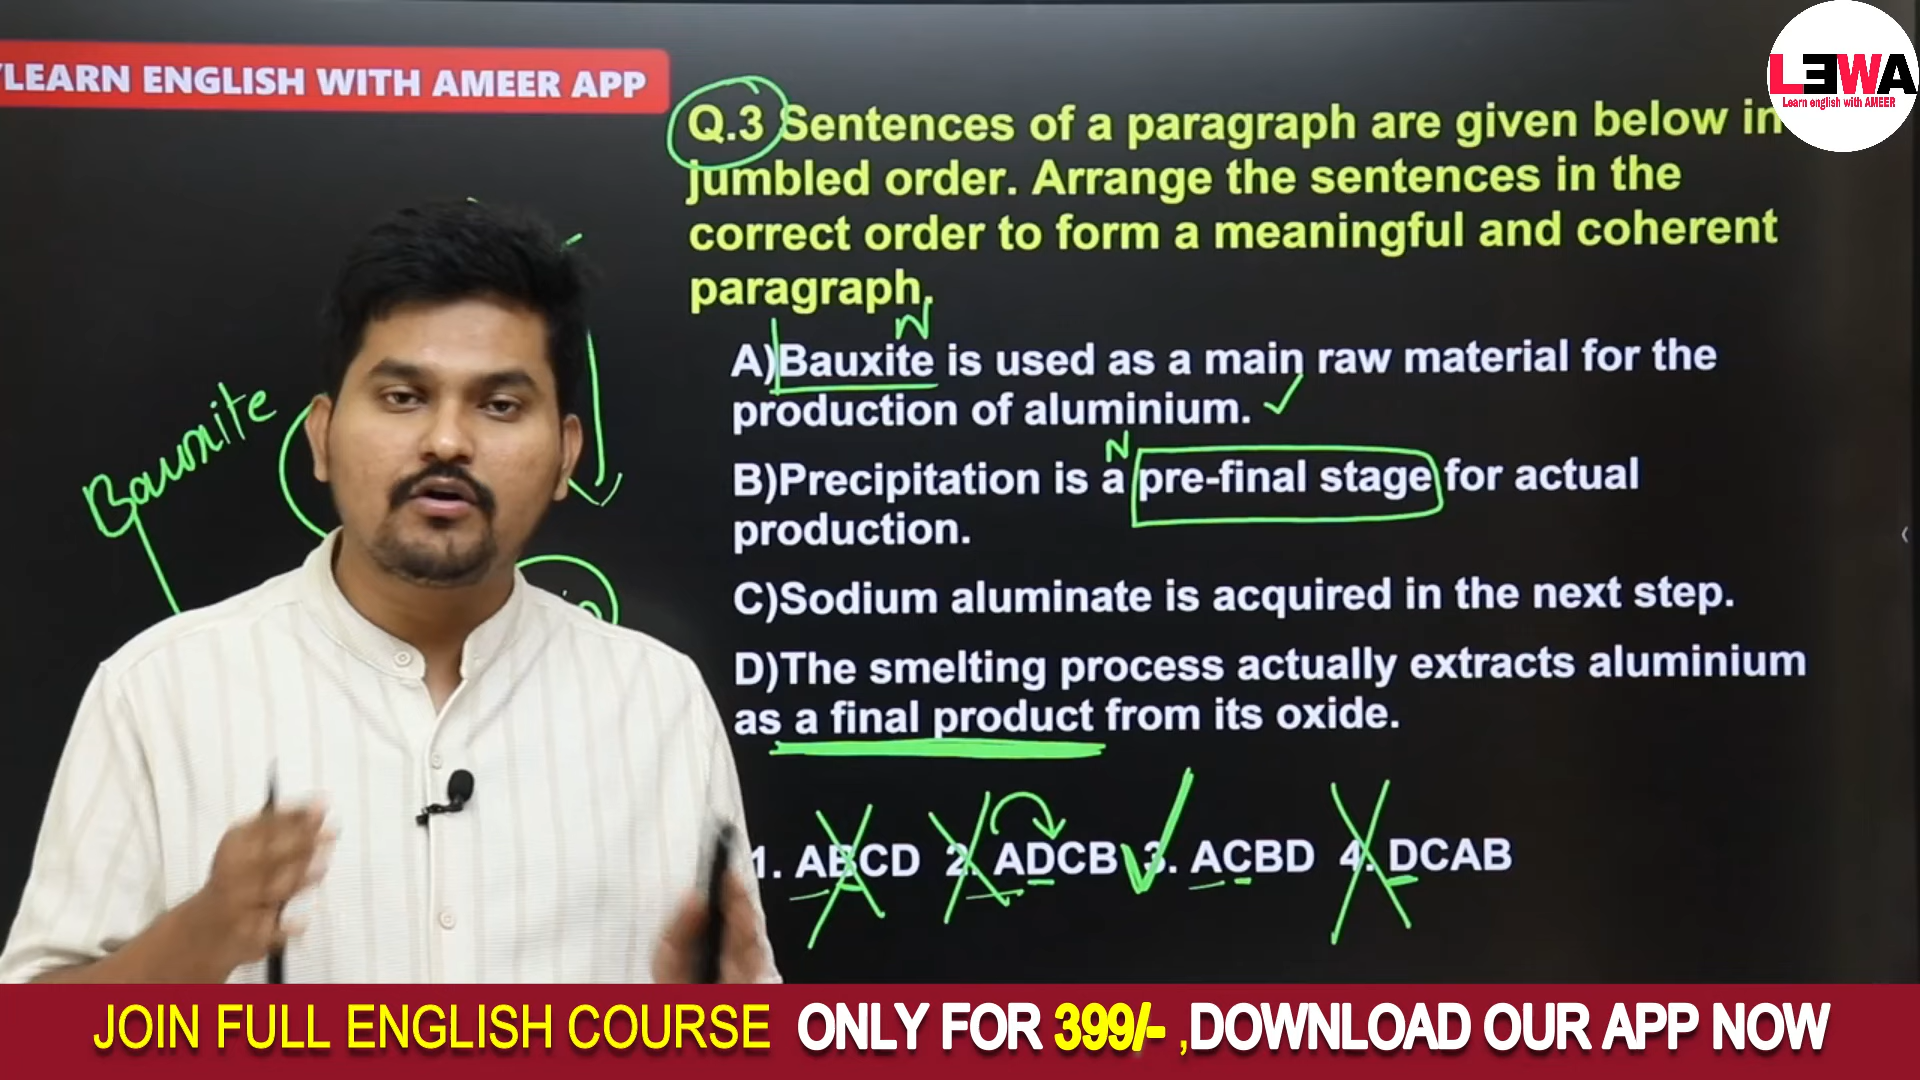 LEARN ENGLISH WITH AMEER APP
LEWA
Learn english with AMEER
Q.3 Sentences of a paragraph are given below in
jumbled order. Arrange the sentences in the
correct order to form a meaningful and coherent
paragraph.
N
A)Bauxite is used as a main raw material for the
production of aluminium.
N
B)Precipitation is a pre-final stage for actual
production.
C)Sodium aluminate is acquired in the next step.
D)The smelting process actually extracts aluminium
as a final product from its oxide.
1. ABCD 2. ADCB 3. ACBD 4. DCAB
Bauxite
JOIN FULL ENGLISH COURSE ONLY FOR 399/- ,DOWNLOAD OUR APP NOW